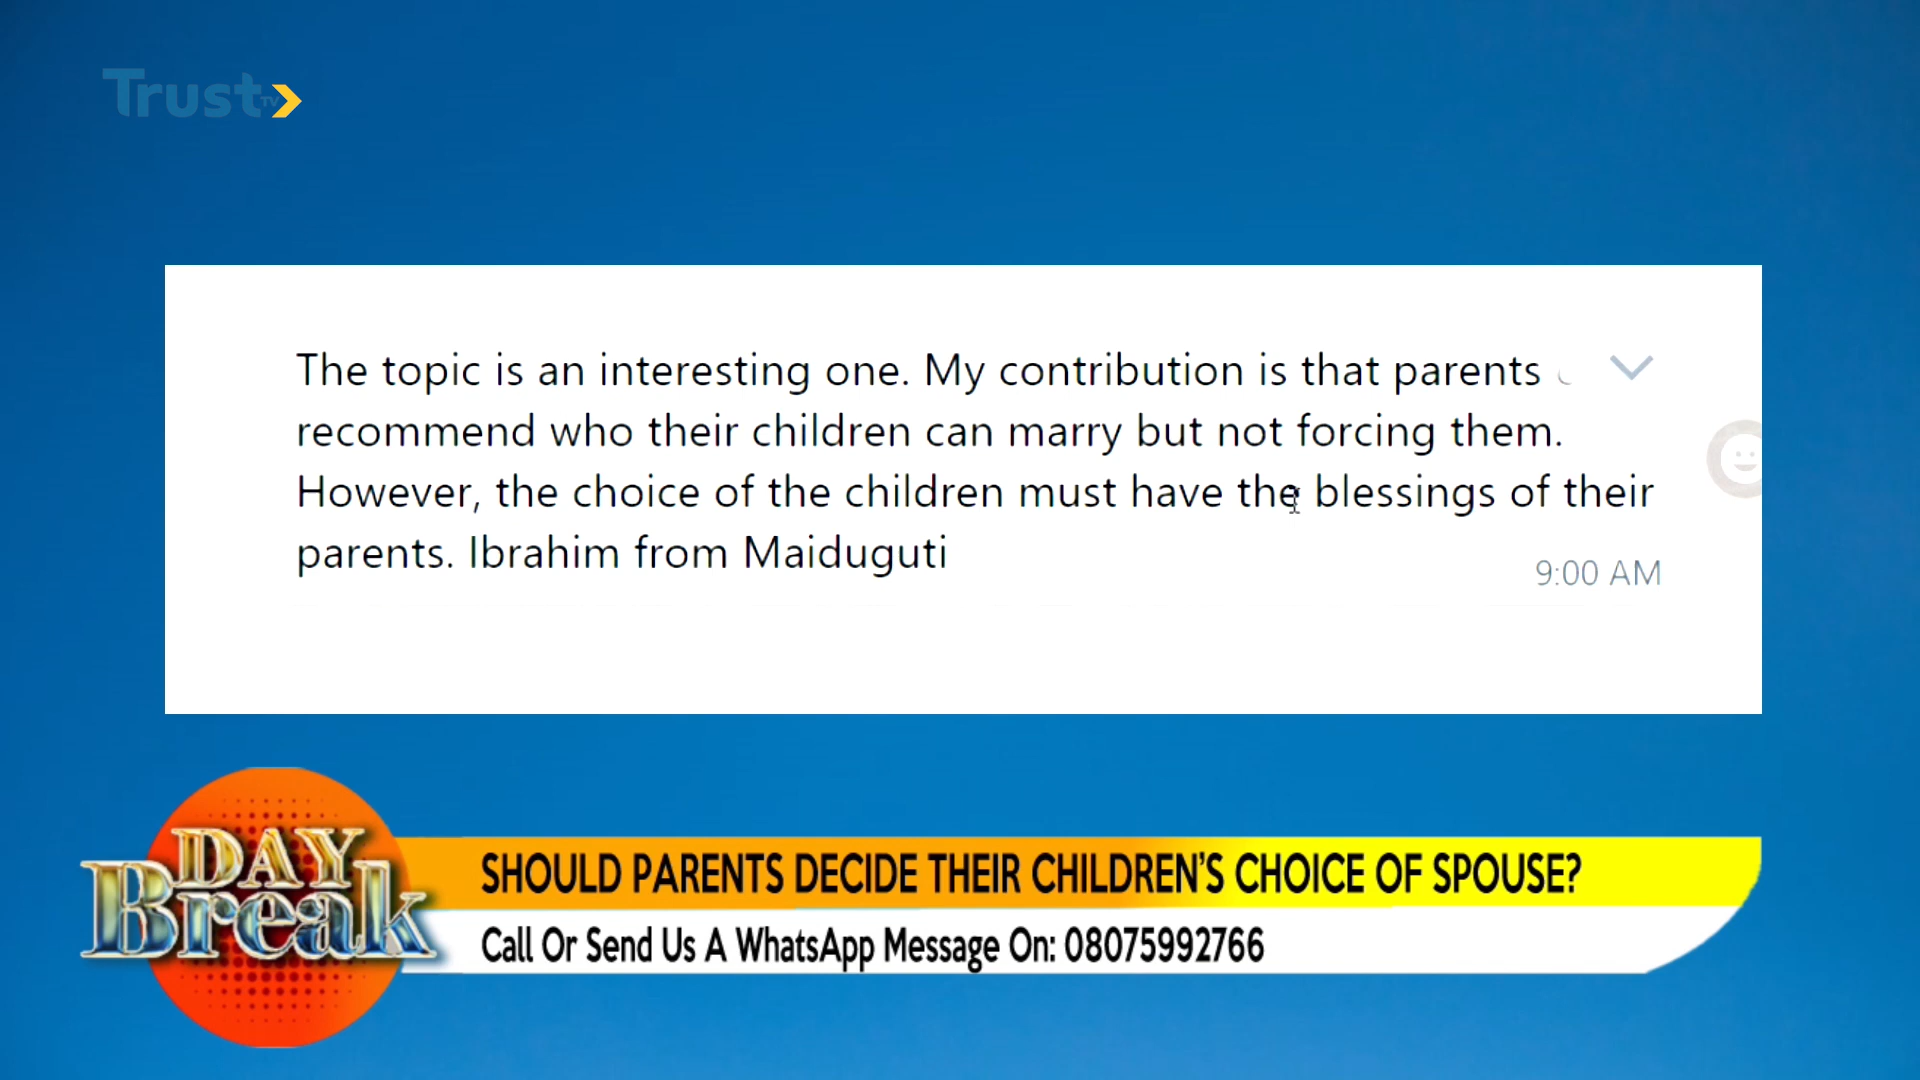 Trust TV
The topic is an interesting one. My contribution is that parents
recommend who their children can marry but not forcing them.
However, the choice of the children must have the blessings of their
parents. Ibrahim from Maiduguti
9:00 AM
DAY
Break
SHOULD PARENTS DECIDE THEIR CHILDREN'S CHOICE OF SPOUSE?
Call Or Send Us A WhatsApp Message On: 08075992766